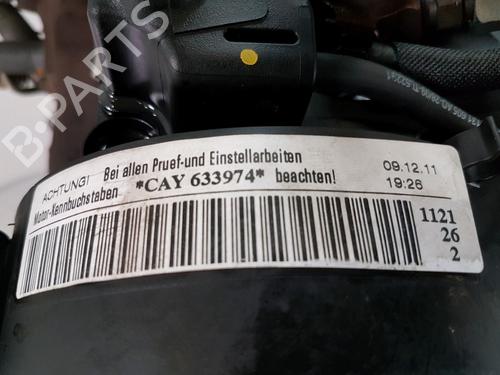 ACHTUNG! Bei allen Pruef-und Einstellarbeiten
Motor-Kennbuchstaben *CAY 633974* beachten!
09.12.11
19:26
1121
26
2
B-PARTS